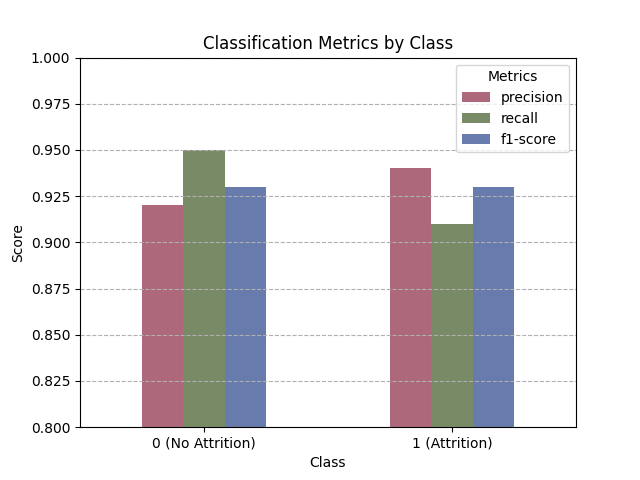 Classification Metrics by Class
1.000
0.975
0.950
0.925
0.900
0.875
0.850
0.825
0.800
Score
Metrics
precision
recall
f1-score
0 (No Attrition)
1 (Attrition)
Class